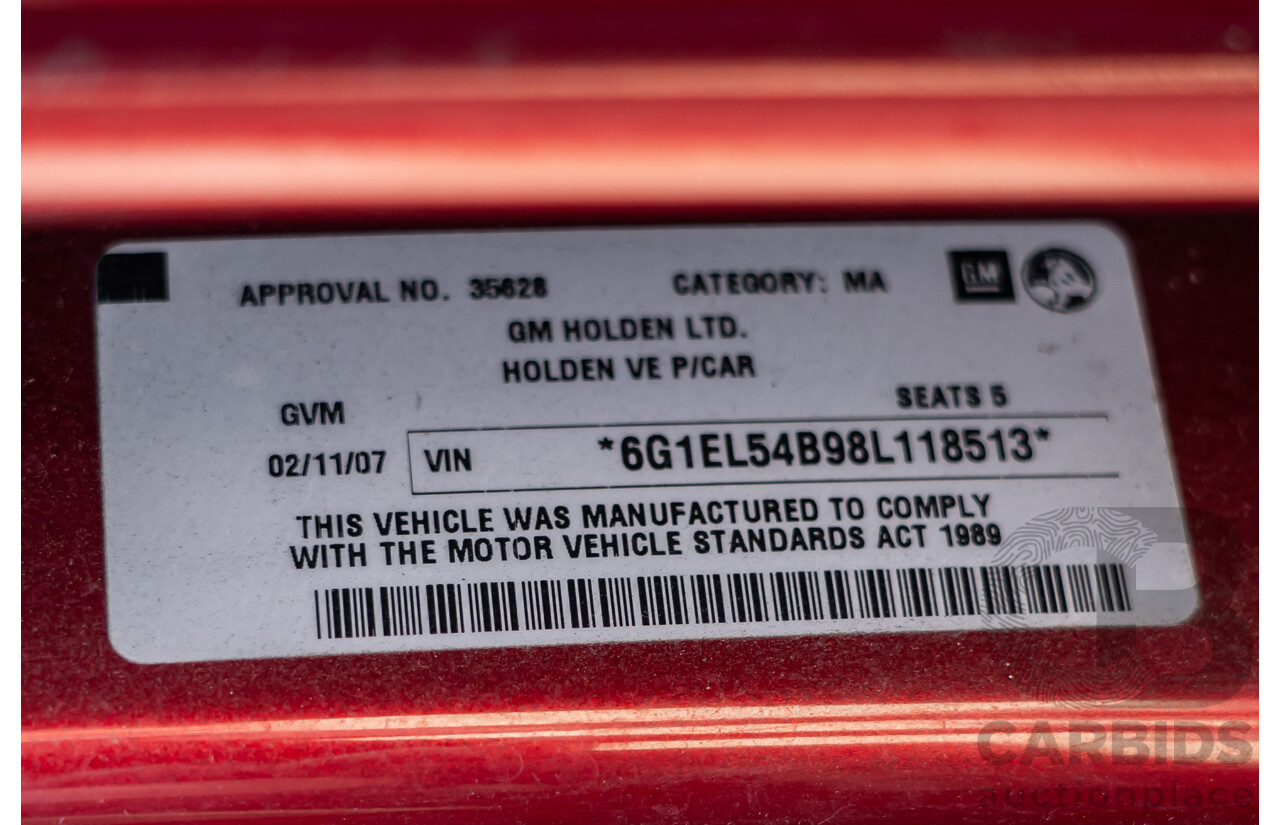 APPROVAL NO. 35628 CATEGORY: MA GM
GM HOLDEN LTD.
HOLDEN VE P/CAR
SEATS 5
GVM
02/11/07 VIN *6G1EL54B98L118513*
THIS VEHICLE WAS MANUFACTURED TO COMPLY
WITH THE MOTOR VEHICLE STANDARDS ACT 1989
CARBIDS
auctionplace